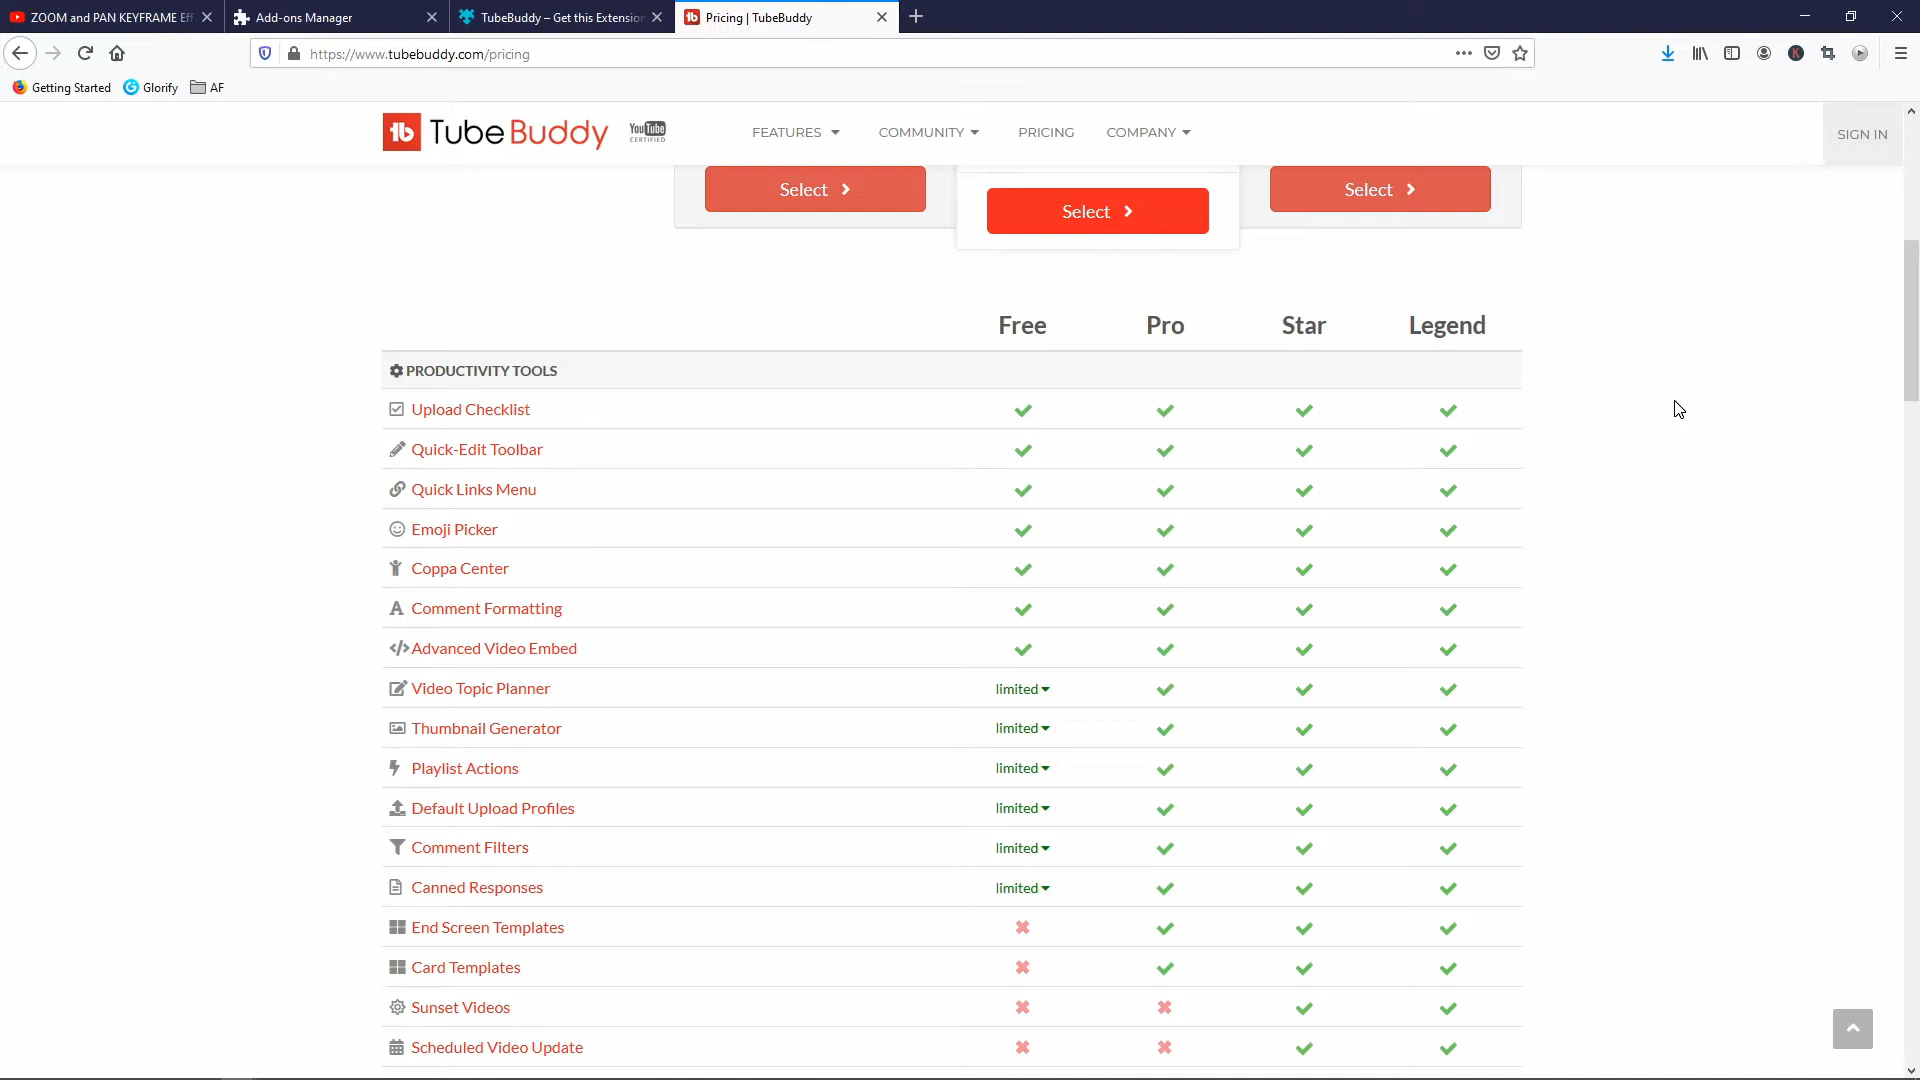 ZOOM and PAN KEYFRAME Eff
Add-ons Manager
TubeBuddy – Get this Extension
Pricing | TubeBuddy
https://www.tubebuddy.com/pricing
Getting Started
Glorify
AF
TubeBuddy
YouTube
CERTIFIED
FEATURES
COMMUNITY
PRICING
COMPANY
SIGN IN
Select
Select
Select
Free Pro Star Legend
PRODUCTIVITY TOOLS
Upload Checklist
Quick-Edit Toolbar
Quick Links Menu
Emoji Picker
Coppa Center
Comment Formatting
Advanced Video Embed
Video Topic Planner limited
Thumbnail Generator limited
Playlist Actions limited
Default Upload Profiles limited
Comment Filters limited
Canned Responses limited
End Screen Templates
Card Templates
Sunset Videos
Scheduled Video Update